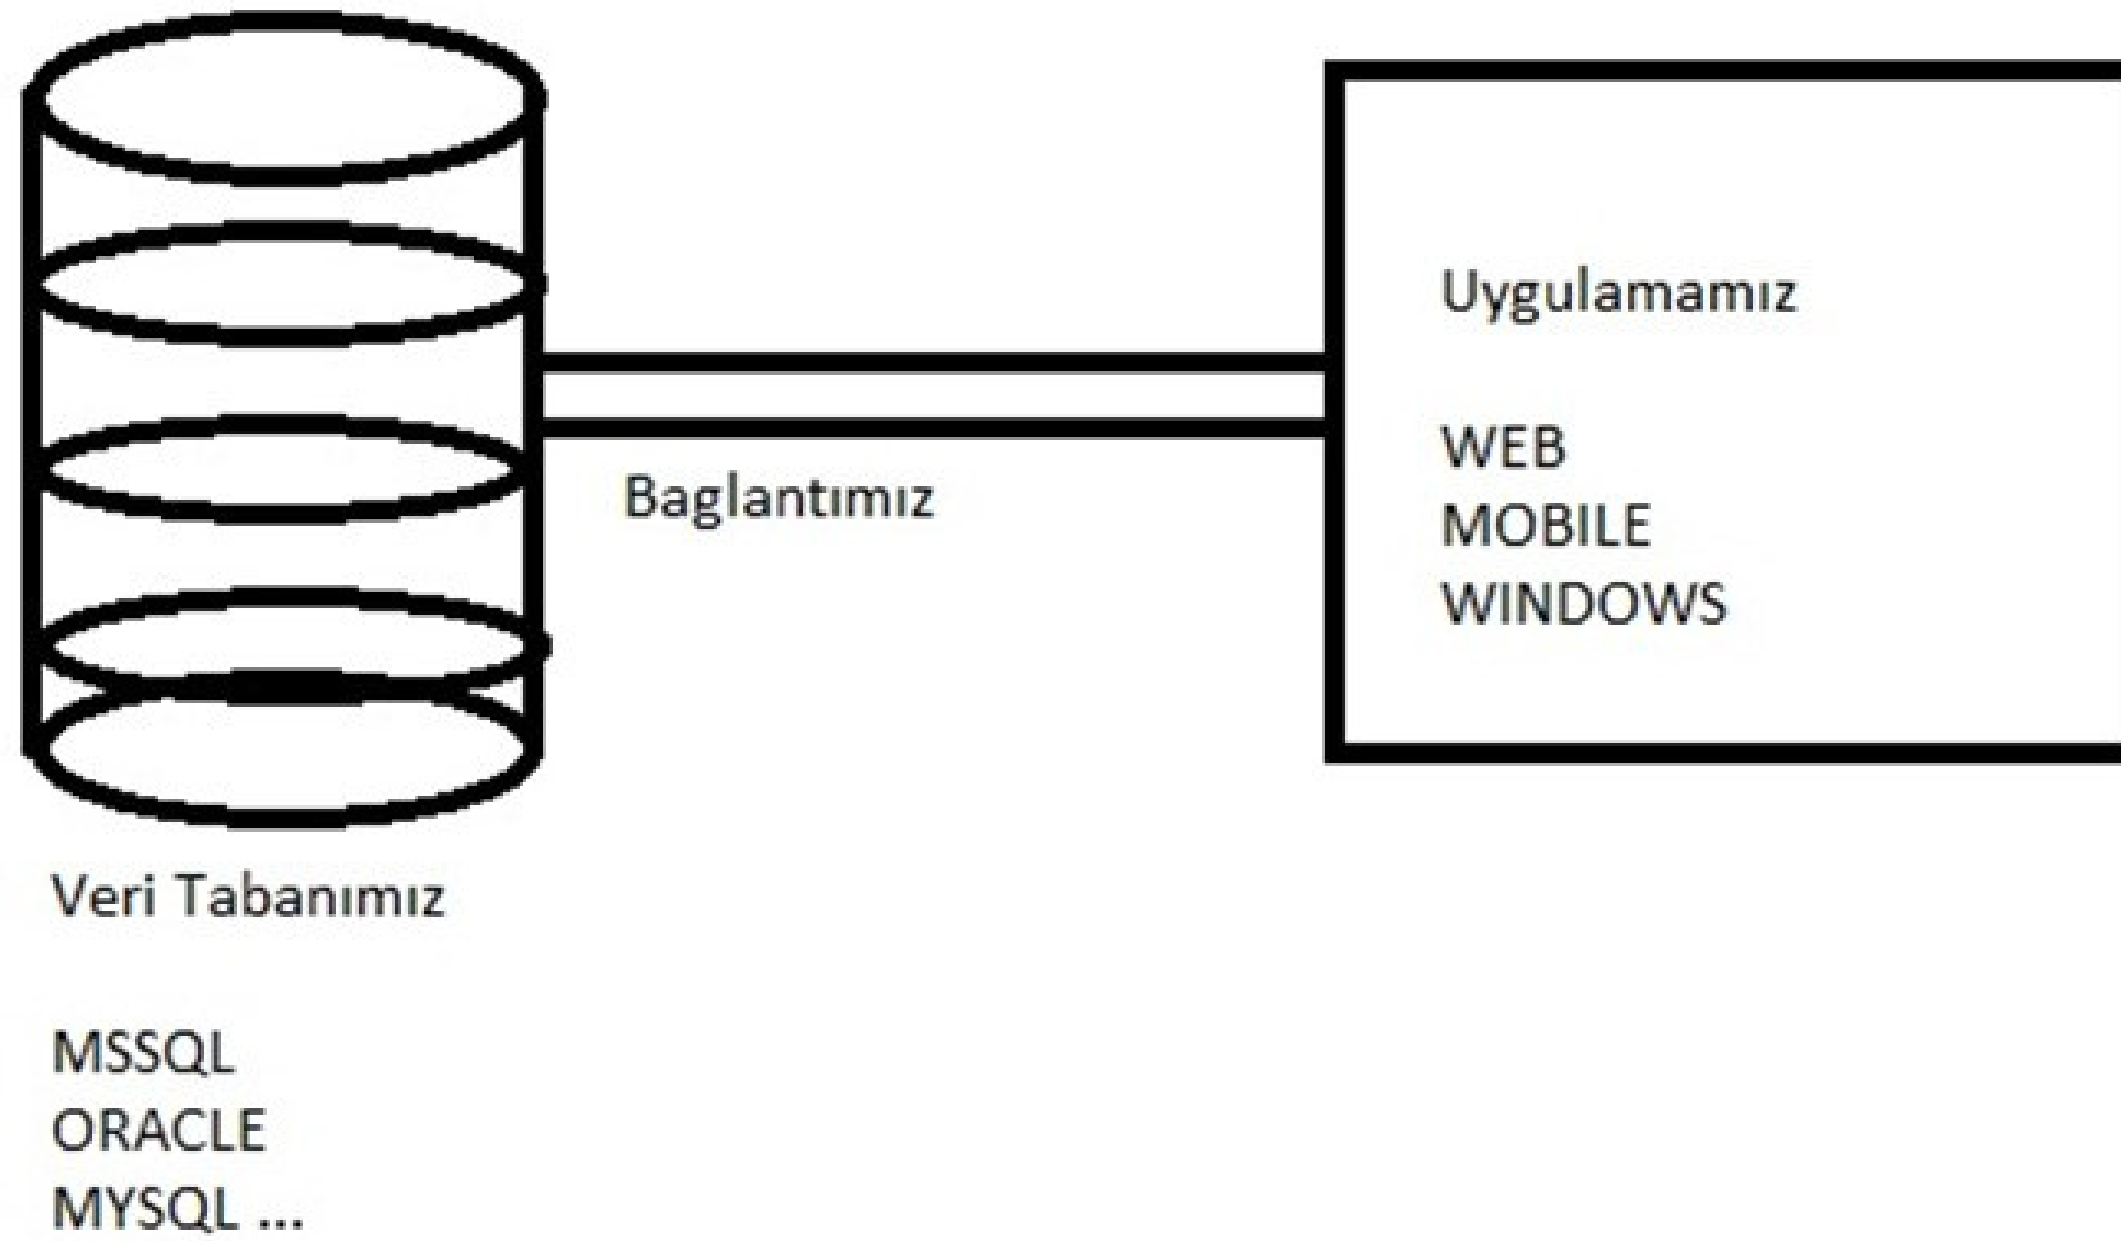 Uygulamamız
WEB
MOBILE
WINDOWS
Baglantımız
Veri Tabanımız
MSSQL
ORACLE
MYSQL ...